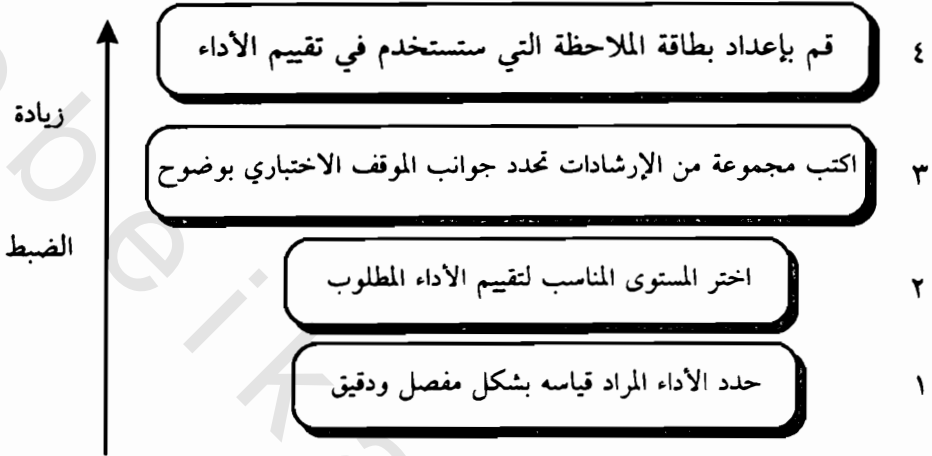 قم بإعداد بطاقة الملاحظة التي ستستخدم في تقييم الأداء ٤
زيادة
اكتب مجموعة من الإرشادات تحدد جوانب الموقف الاختباري بوضوح ٣
الضبط
اختر المستوى المناسب لتقييم الأداء المطلوب ٢
حدد الأداء المراد قياسه بشكل مفصل ودقيق ١